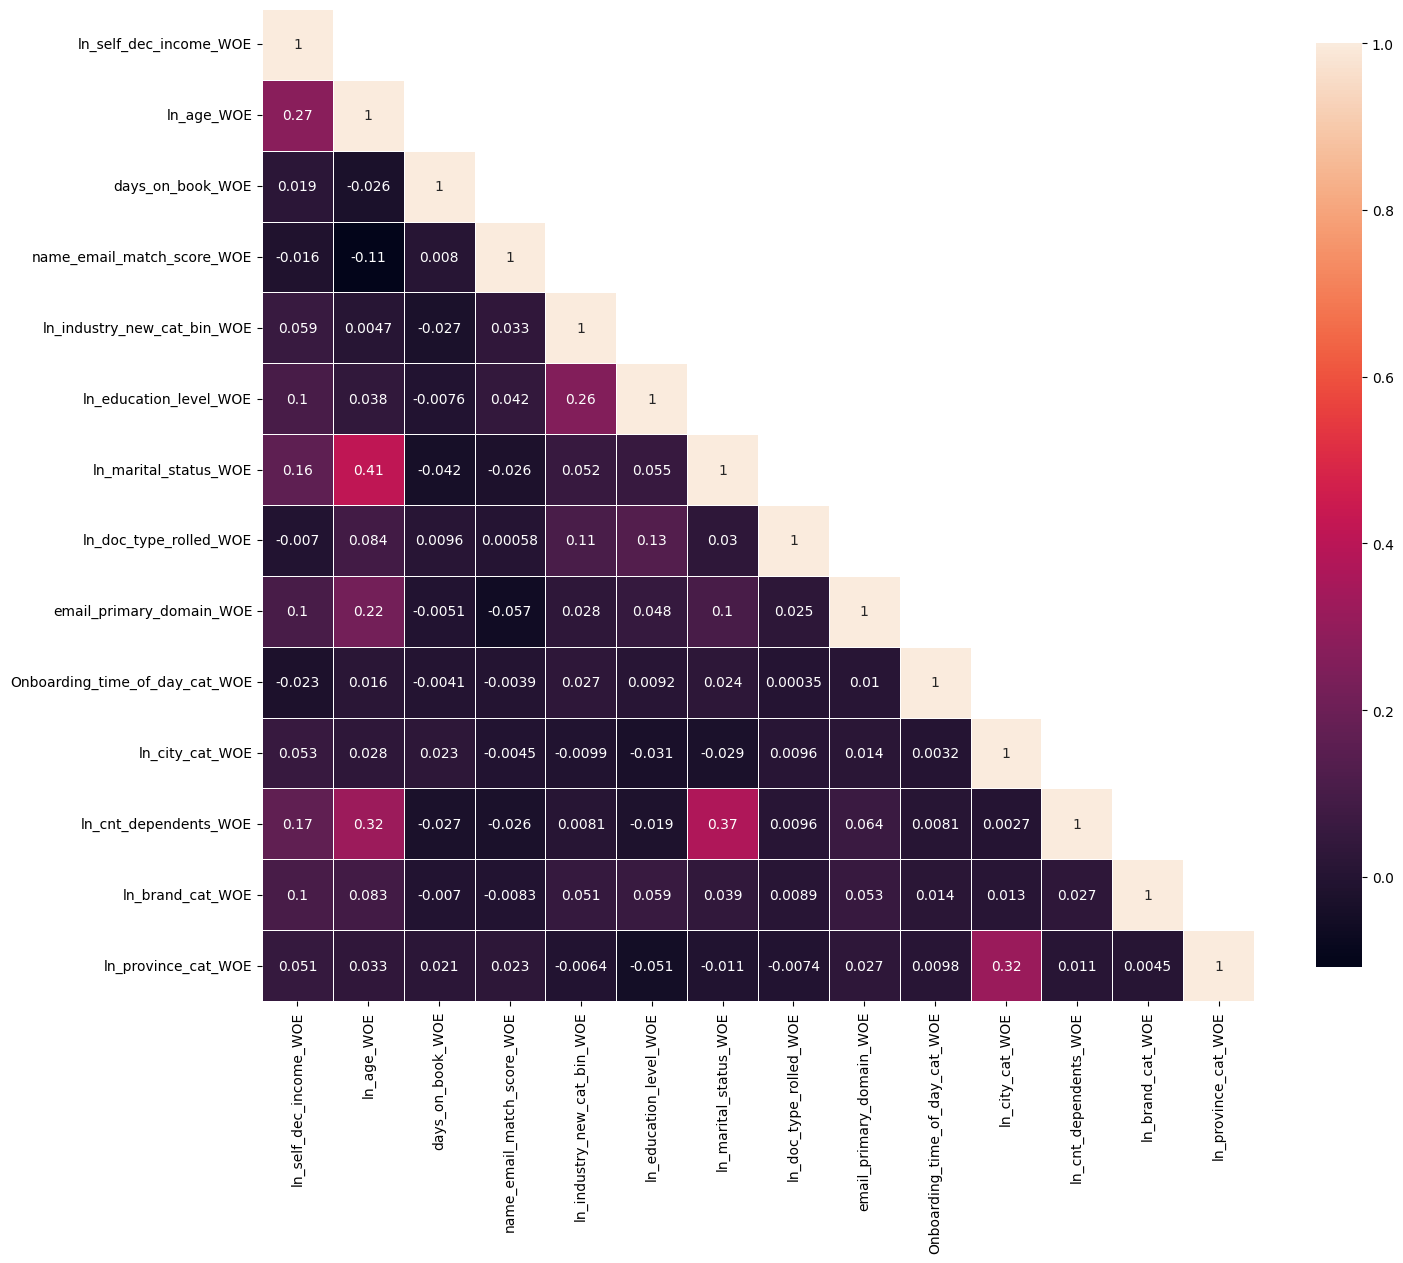 ln_self_dec_income_WOE 1 1.0
ln_age_WOE 0.27 1
days_on_book_WOE 0.019 -0.026 1 0.8
name_email_match_score_WOE -0.016 -0.11 0.008 1
ln_industry_new_cat_bin_WOE 0.059 0.0047 -0.027 0.033 1
ln_education_level_WOE 0.1 0.038 -0.0076 0.042 0.26 1 0.6
ln_marital_status_WOE 0.16 0.41 -0.042 -0.026 0.052 0.055 1
ln_doc_type_rolled_WOE -0.007 0.084 0.0096 0.00058 0.11 0.13 0.03 1 0.4
email_primary_domain_WOE 0.1 0.22 -0.0051 -0.057 0.028 0.048 0.1 0.025 1
Onboarding_time_of_day_cat_WOE -0.023 0.016 -0.0041 -0.0039 0.027 0.0092 0.024 0.00035 0.01 1 0.2
ln_city_cat_WOE 0.053 0.028 0.023 -0.0045 -0.0099 -0.031 -0.029 0.0096 0.014 0.0032 1
ln_cnt_dependents_WOE 0.17 0.32 -0.027 -0.026 0.0081 -0.019 0.37 0.0096 0.064 0.0081 0.0027 1
ln_brand_cat_WOE 0.1 0.083 -0.007 -0.0083 0.051 0.059 0.039 0.0089 0.053 0.014 0.013 0.027 1 0.0
ln_province_cat_WOE 0.051 0.033 0.021 0.023 -0.0064 -0.051 -0.011 -0.0074 0.027 0.0098 0.32 0.011 0.0045 1
ln_self_dec_income_WOE
ln_age_WOE
days_on_book_WOE
name_email_match_score_WOE
ln_industry_new_cat_bin_WOE
ln_education_level_WOE
ln_marital_status_WOE
ln_doc_type_rolled_WOE
email_primary_domain_WOE
Onboarding_time_of_day_cat_WOE
ln_city_cat_WOE
ln_cnt_dependents_WOE
ln_brand_cat_WOE
ln_province_cat_WOE